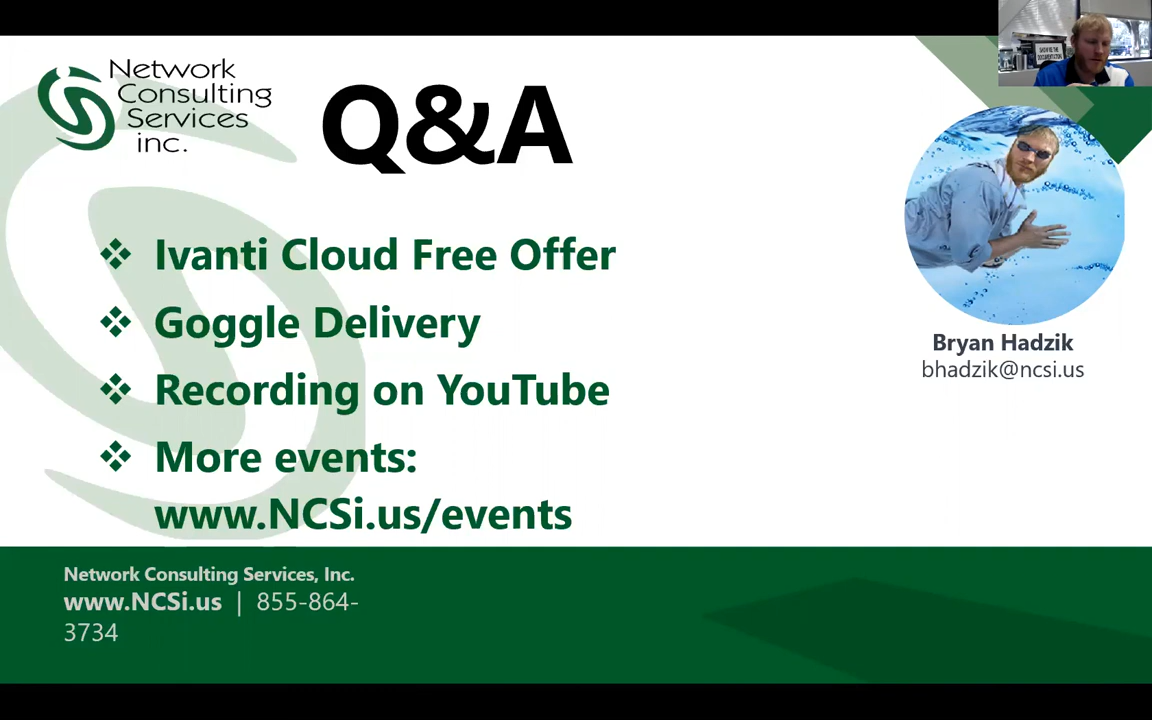 Network
Consulting
Services
inc.
Q&A
❖ Ivanti Cloud Free Offer
❖ Goggle Delivery
❖ Recording on YouTube
❖ More events:
www.NCSi.us/events
Bryan Hadzik
bhadzik@ncsi.us
Network Consulting Services, Inc.
www.NCSi.us | 855-864-
3734